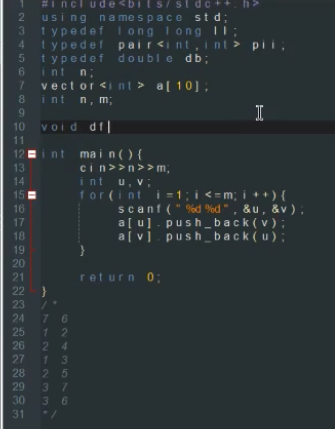 1 #include<bits/stdc++.h>
2 using namespace std;
3 typedef long long ll;
4 typedef pair<int,int> pii;
5 typedef double db;
6 int n;
7 vector<int> a[10];
8 int n,m;
9
10 void df
11
12 int main(){
13 cin>>n>>m;
14 int u,v;
15 for(int i=1;i<=m;i++){
16 scanf("%d%d",&u,&v);
17 a[u].push_back(v);
18 a[v].push_back(u);
19 }
20
21 return 0;
22 }
23 /*
24 7 6
25 1 2
26 2 4
27 1 3
28 2 5
29 3 7
30 3 6
31 */